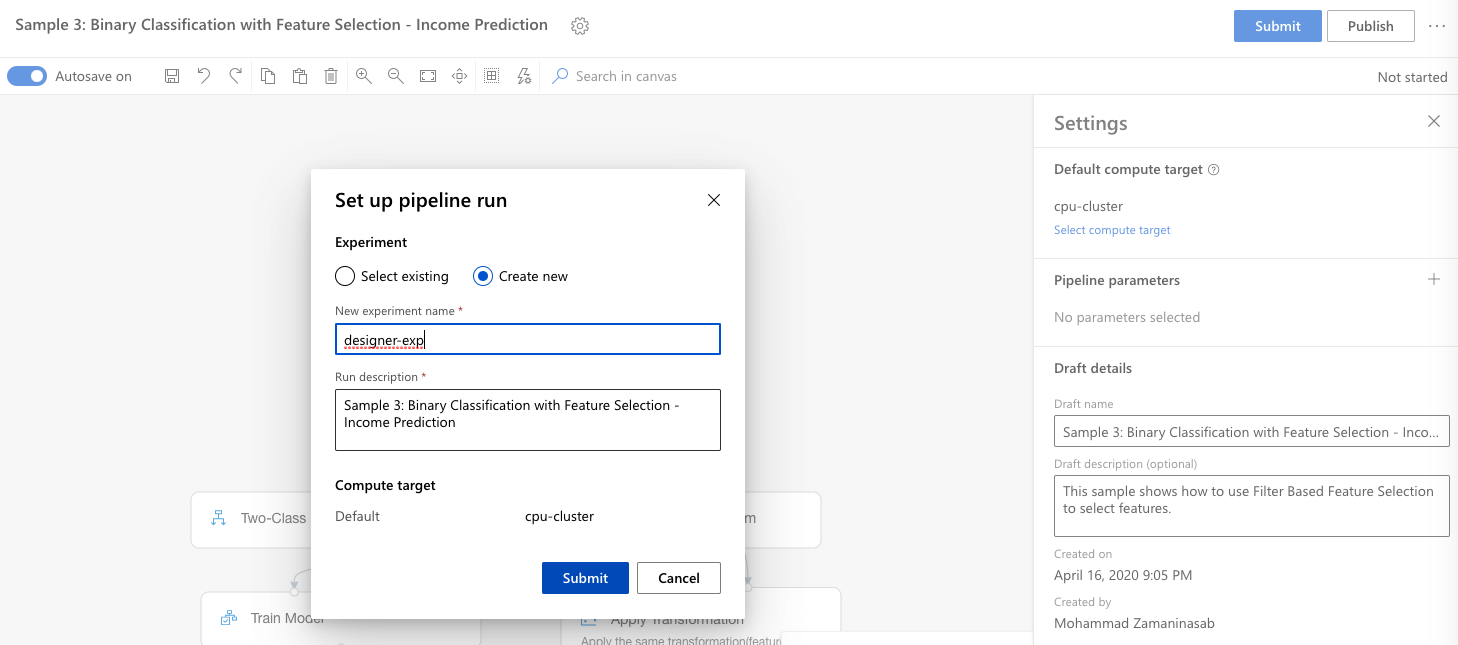 Sample 3: Binary Classification with Feature Selection - Income Prediction
Submit
Publish
Autosave on
Search in canvas
Not started
Set up pipeline run
Experiment
Select existing
Create new
New experiment name *
designer-exp
Run description *
Sample 3: Binary Classification with Feature Selection -
Income Prediction
Compute target
Default
cpu-cluster
Submit
Cancel
Two-Class
m
Train Model
Apply Transformation
Apply the same transformation(featur
Settings
Default compute target
cpu-cluster
Select compute target
Pipeline parameters
No parameters selected
Draft details
Draft name
Sample 3: Binary Classification with Feature Selection - Inco...
Draft description (optional)
This sample shows how to use Filter Based Feature Selection
to select features.
Created on
April 16, 2020 9:05 PM
Created by
Mohammad Zamaninasab